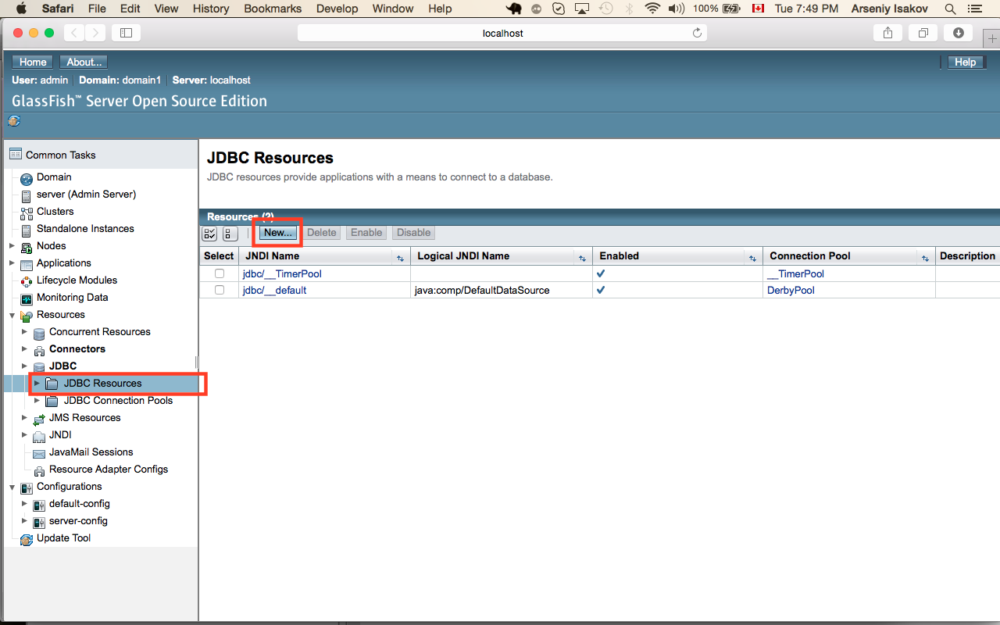 Safari File Edit View History Bookmarks Develop Window Help 100% Tue 7:49 PM Arseniy Isakov
localhost
Home About... Help
User: admin Domain: domain1 Server: localhost
GlassFish™ Server Open Source Edition
Common Tasks
Domain
server (Admin Server)
Clusters
Standalone Instances
Nodes
Applications
Lifecycle Modules
Monitoring Data
Resources
Concurrent Resources
Connectors
JDBC
JDBC Resources
JDBC Connection Pools
JMS Resources
JNDI
JavaMail Sessions
Resource Adapter Configs
Configurations
default-config
server-config
Update Tool
JDBC Resources
JDBC resources provide applications with a means to connect to a database.
Resources (2)
New... Delete Enable Disable
Select JNDI Name Logical JNDI Name Enabled Connection Pool Description
jdbc/__TimerPool __TimerPool
jdbc/__default java:comp/DefaultDataSource DerbyPool